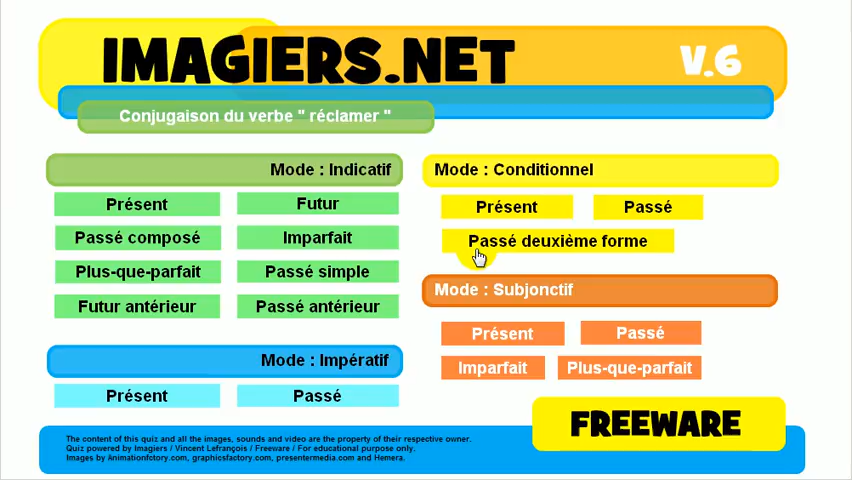 IMAGIERS.NET
V.6
Conjugaison du verbe " réclamer "
Mode : Indicatif
Présent
Futur
Passé composé
Imparfait
Plus-que-parfait
Passé simple
Futur antérieur
Passé antérieur
Mode : Impératif
Présent
Passé
Mode : Conditionnel
Présent
Passé
Passé deuxième forme
Mode : Subjonctif
Présent
Passé
Imparfait
Plus-que-parfait
FREEWARE
The content of this quiz and all the images, sounds and video are the property of their respective owner.
Quiz powered by Imagiers / Vincent Lefrançois / Freeware / For educational purpose only.
Images by Animationfctory.com, graphicsfactory.com, presentermedia.com and Hemera.